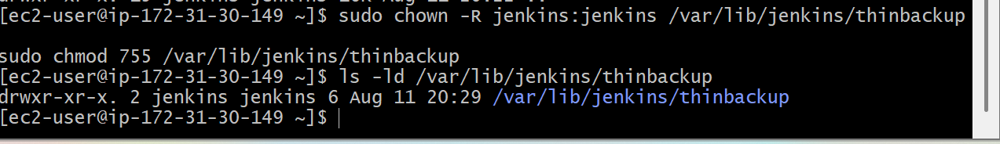 [ec2-user@ip-172-31-30-149 ~]$ sudo chown -R jenkins:jenkins /var/lib/jenkins/thinbackup
sudo chmod 755 /var/lib/jenkins/thinbackup
[ec2-user@ip-172-31-30-149 ~]$ ls -ld /var/lib/jenkins/thinbackup
drwxr-xr-x. 2 jenkins jenkins 6 Aug 11 20:29 /var/lib/jenkins/thinbackup
[ec2-user@ip-172-31-30-149 ~]$